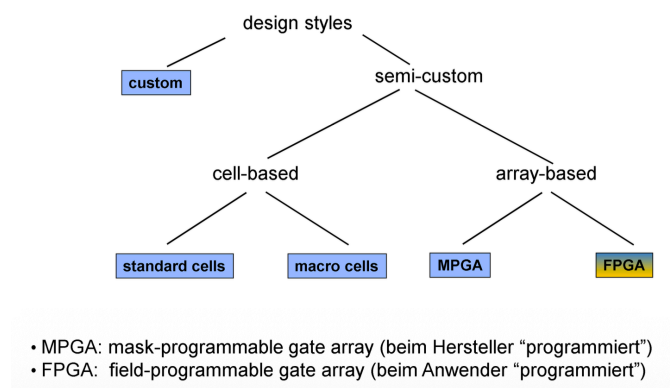 design styles
custom
semi-custom
cell-based
array-based
standard cells
macro cells
MPGA
FPGA
• MPGA: mask-programmable gate array (beim Hersteller “programmiert”)
• FPGA: field-programmable gate array (beim Anwender “programmiert”)